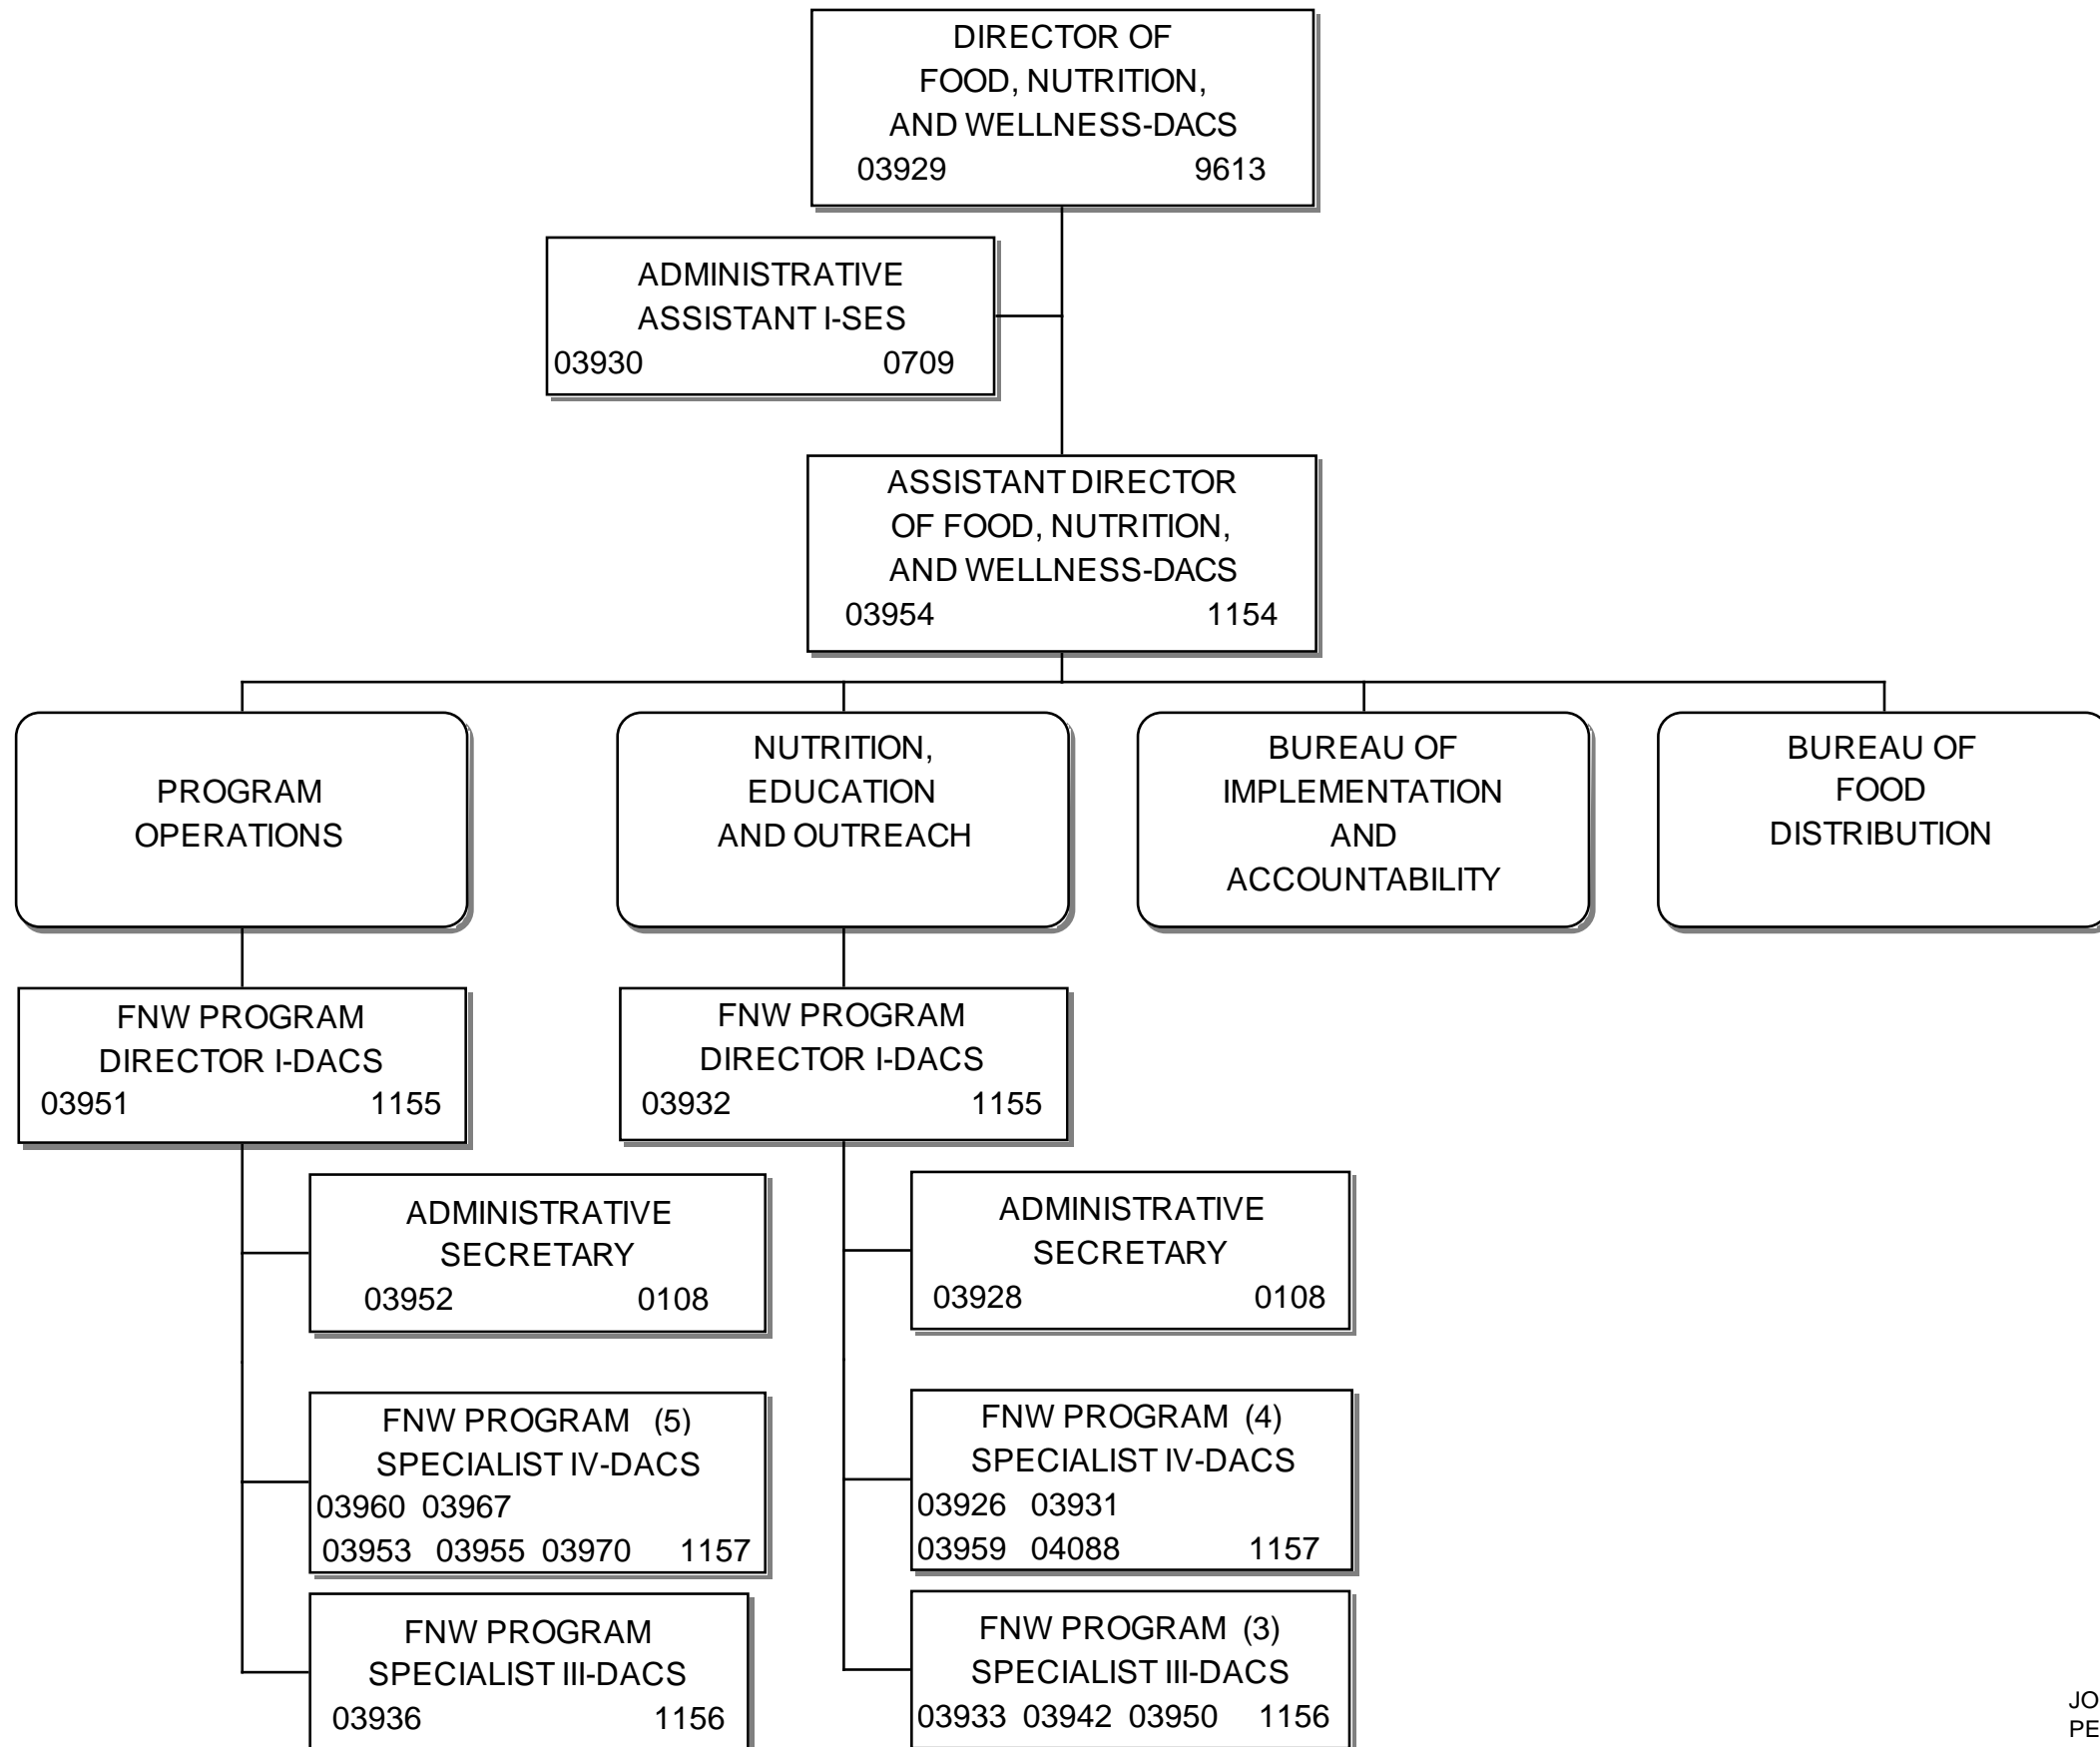 DIRECTOR OF
FOOD, NUTRITION,
AND WELLNESS-DACS
03929 9613
ADMINISTRATIVE
ASSISTANT I-SES
03930 0709
ASSISTANT DIRECTOR
OF FOOD, NUTRITION,
AND WELLNESS-DACS
03954 1154
PROGRAM
OPERATIONS
NUTRITION,
EDUCATION
AND OUTREACH
BUREAU OF
IMPLEMENTATION
AND
ACCOUNTABILITY
BUREAU OF
FOOD
DISTRIBUTION
FNW PROGRAM
DIRECTOR I-DACS
03951 1155
FNW PROGRAM
DIRECTOR I-DACS
03932 1155
ADMINISTRATIVE
SECRETARY
03952 0108
ADMINISTRATIVE
SECRETARY
03928 0108
FNW PROGRAM (5)
SPECIALIST IV-DACS
03960 03967
03953 03955 03970 1157
FNW PROGRAM (4)
SPECIALIST IV-DACS
03926 03931
03959 04088 1157
FNW PROGRAM
SPECIALIST III-DACS
03936 1156
FNW PROGRAM (3)
SPECIALIST III-DACS
03933 03942 03950 1156
JO
PE